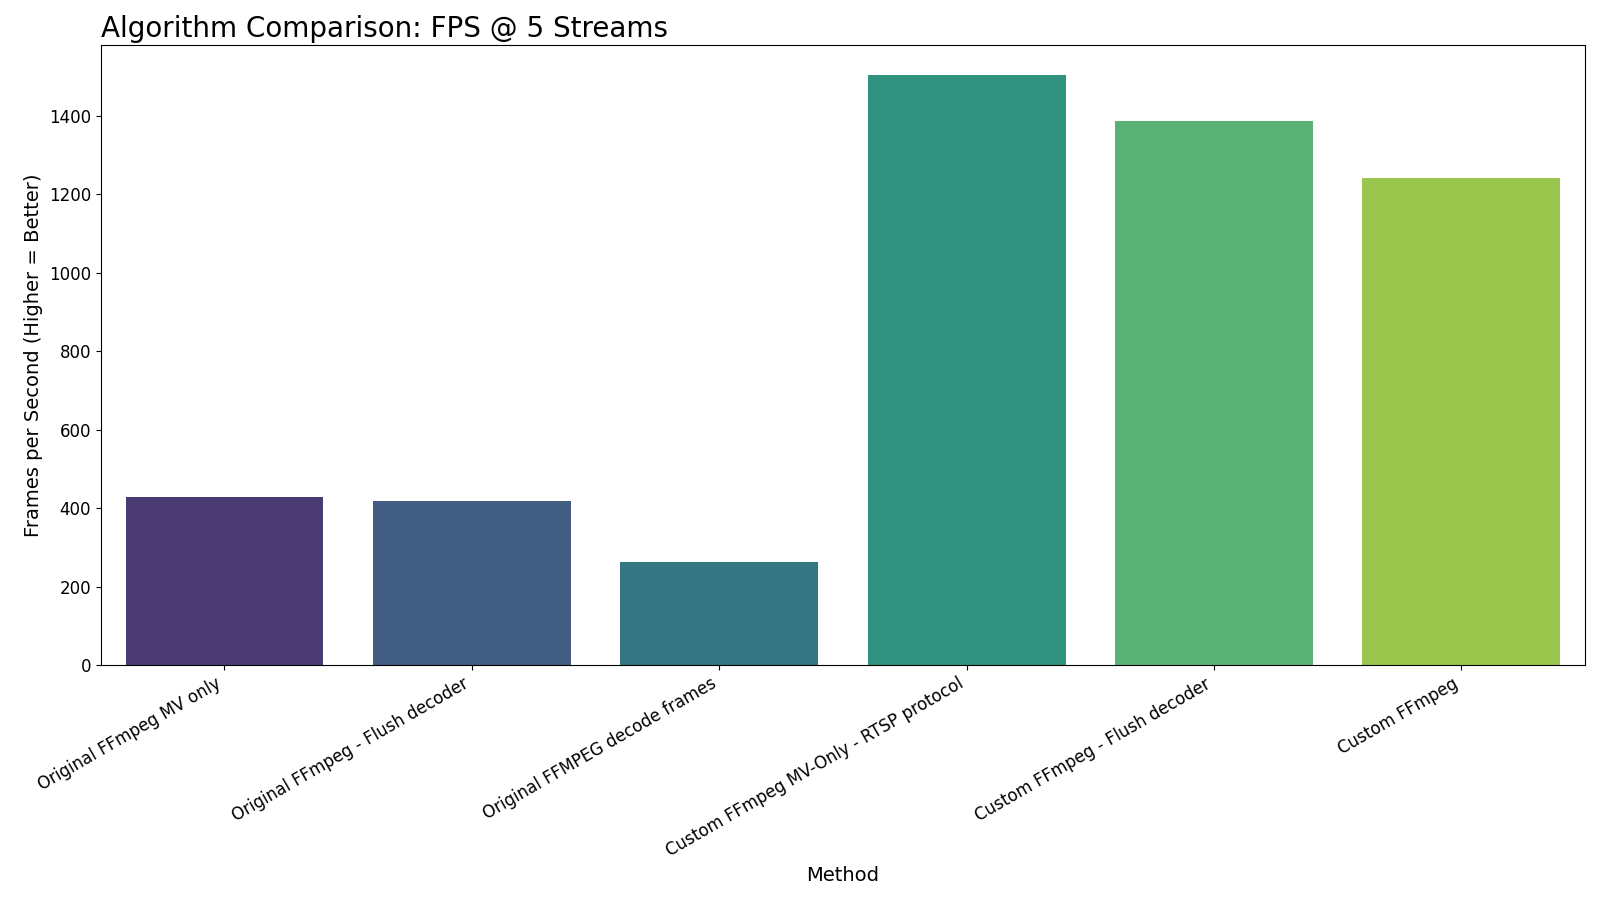 Algorithm Comparison: FPS @ 5 Streams
Frames per Second (Higher = Better)
1400
1200
1000
800
600
400
200
0
Original FFmpeg MV only
Original FFmpeg - Flush decoder
Original FFMPEG decode frames
Custom FFmpeg MV-Only - RTSP protocol
Custom FFmpeg - Flush decoder
Custom FFmpeg
Method